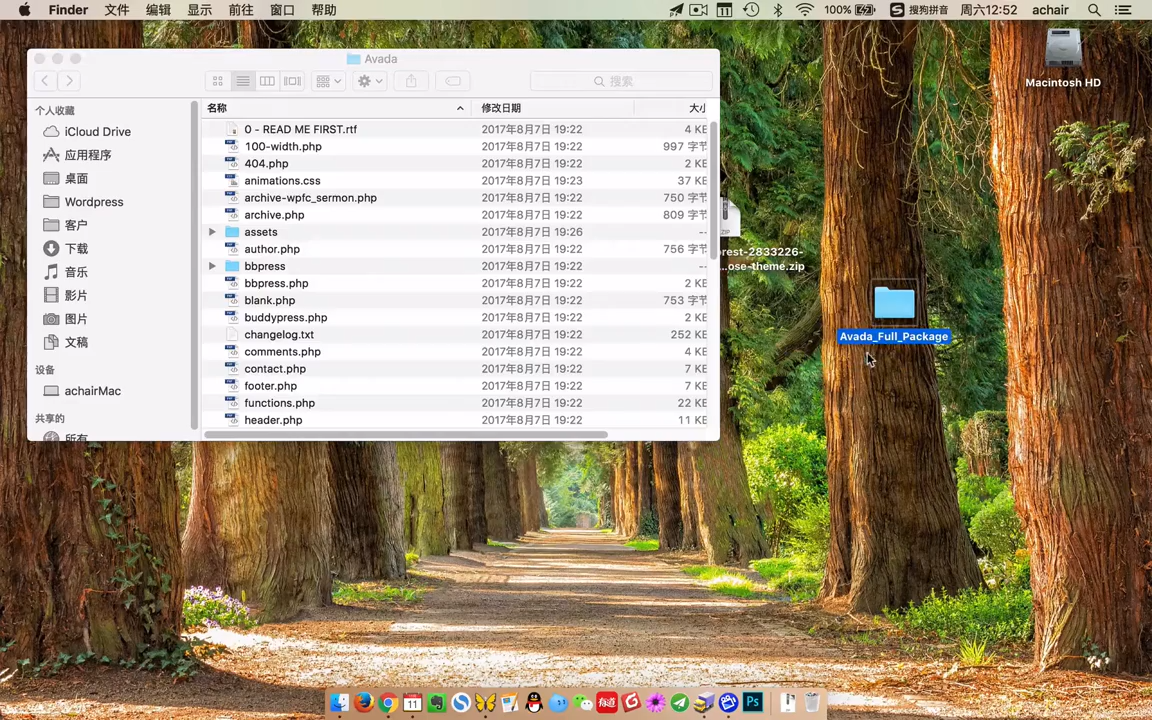 Finder 文件 编辑 显示 前往 窗口 帮助 11 100% 搜狗拼音 周六12:52 achair
Avada
搜索
Macintosh HD
个人收藏
iCloud Drive
应用程序
桌面
Wordpress
客户
下载
音乐
影片
图片
文稿
设备
achairMac
共享的
所有
名称 修改日期
0 - READ ME FIRST.rtf 2017年8月7日 19:22 4 KB
100-width.php 2017年8月7日 19:22 997 字节
404.php 2017年8月7日 19:22 2 KB
animations.css 2017年8月7日 19:23 37 KB
archive-wpfc_sermon.php 2017年8月7日 19:22 750 字节
archive.php 2017年8月7日 19:22 809 字节
assets 2017年8月7日 19:26 --
author.php 2017年8月7日 19:22 756 字节
bbpress 2017年8月7日 19:22 --
bbpress.php 2017年8月7日 19:22 2 KB
blank.php 2017年8月7日 19:22 753 字节
buddypress.php 2017年8月7日 19:22 2 KB
changelog.txt 2017年8月7日 19:22 252 KB
comments.php 2017年8月7日 19:22 4 KB
contact.php 2017年8月7日 19:22 7 KB
footer.php 2017年8月7日 19:22 7 KB
functions.php 2017年8月7日 19:22 22 KB
header.php 2017年8月7日 19:22 11 KB
ZIP
rest-2833226-
...ose-theme.zip
Avada_Full_Package
11 有道 Ps